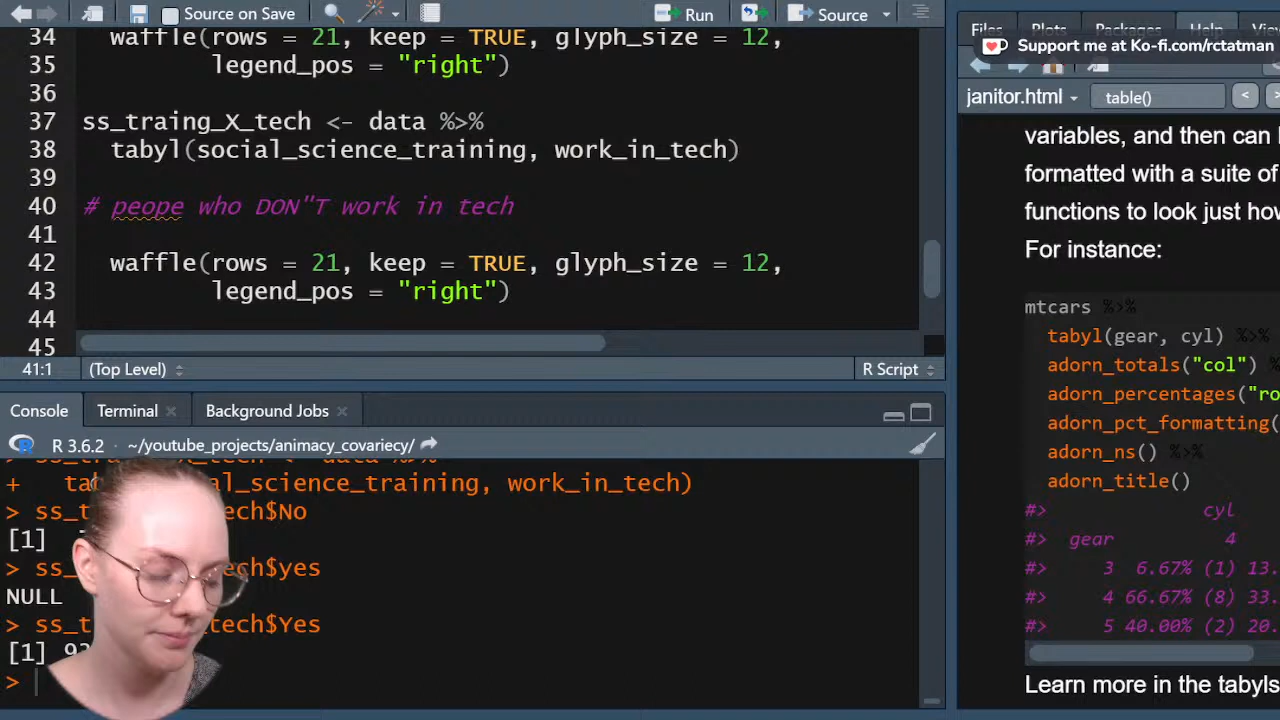 Source on Save
Run
Source
34 waffle(rows = 21, keep = TRUE, glyph_size = 12,
35 legend_pos = "right")
36
37 ss_traing_X_tech <- data %>%
38 tabyl(social_science_training, work_in_tech)
39
40 # peope who DON"T work in tech
41
42 waffle(rows = 21, keep = TRUE, glyph_size = 12,
43 legend_pos = "right")
44
45
41:1 (Top Level) R Script
Console Terminal Background Jobs
R 3.6.2 · ~/youtube_projects/animacy_covariecy/
data %>%
+ social_science_training, work_in_tech)
> ss_t ech$No
[1]
> ss_t ech$yes
NULL
> ss_t tech$Yes
[1]
>
Files Plots Packages Help
Support me at Ko-fi.com/rctatman
janitor.html table() < >
variables, and then can
formatted with a suite of
functions to look just
For instance:
mtcars %>%
tabyl(gear, cyl) %>%
adorn_totals("col")
adorn_percentages(
adorn_pct_formatting(
adorn_ns() %>%
adorn_title()
#> cyl
#> gear 4
#> 3 6.67% (1) 13.
#> 4 66.67% (8) 33.
#> 5 40.00% (2) 20.
Learn more in the tabyls